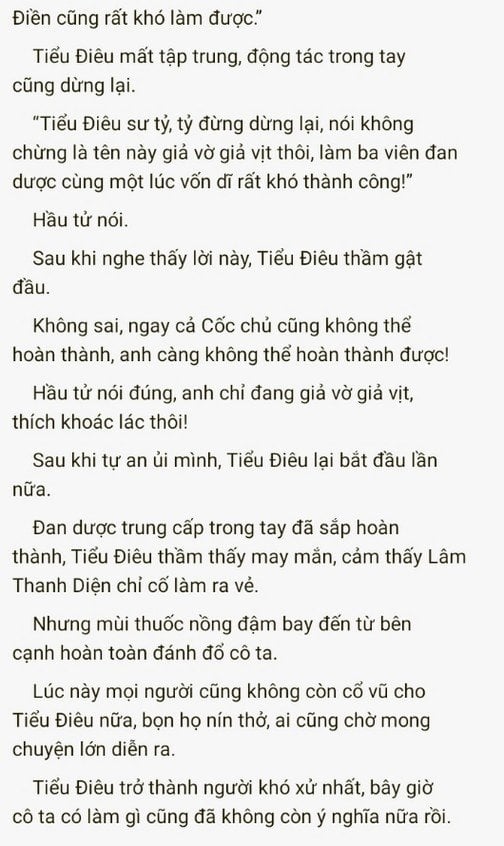 Điền cũng rất khó làm được.”
Tiểu Điêu mất tập trung, động tác trong tay
cũng dừng lại.
“Tiểu Điêu sư tỷ, tỷ đừng dừng lại, nói không
chừng là tên này giả vờ giả vịt thôi, làm ba viên đan
dược cùng một lúc vốn dĩ rất khó thành công!”
Hầu tử nói.
Sau khi nghe thấy lời này, Tiểu Điêu thầm gật
đầu.
Không sai, ngay cả Cốc chủ cũng không thể
hoàn thành, anh càng không thể hoàn thành được!
Hầu tử nói đúng, anh chỉ đang giả vờ giả vịt,
thích khoác lác thôi!
Sau khi tự an ủi mình, Tiểu Điêu lại bắt đầu lần
nữa.
Đan dược trung cấp trong tay đã sắp hoàn
thành, Tiểu Điêu thầm thấy may mắn, cảm thấy Lâm
Thanh Diện chỉ cố làm ra vẻ.
Nhưng mùi thuốc nồng đậm bay đến từ bên
cạnh hoàn toàn đánh đổ cô ta.
Lúc này mọi người cũng không còn cổ vũ cho
Tiểu Điêu nữa, bọn họ nín thở, ai cũng chờ mong
chuyện lớn diễn ra.
Tiểu Điêu trở thành người khó xử nhất, bây giờ
cô ta có làm gì cũng đã không còn ý nghĩa nữa rồi.